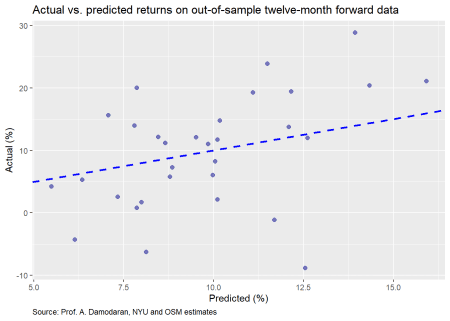 Actual vs. predicted returns on out-of-sample twelve-month forward data
30
20
10
0
-10
Actual (%)
5.0 7.5 10.0 12.5 15.0
Predicted (%)
Source: Prof. A. Damodaran, NYU and OSM estimates